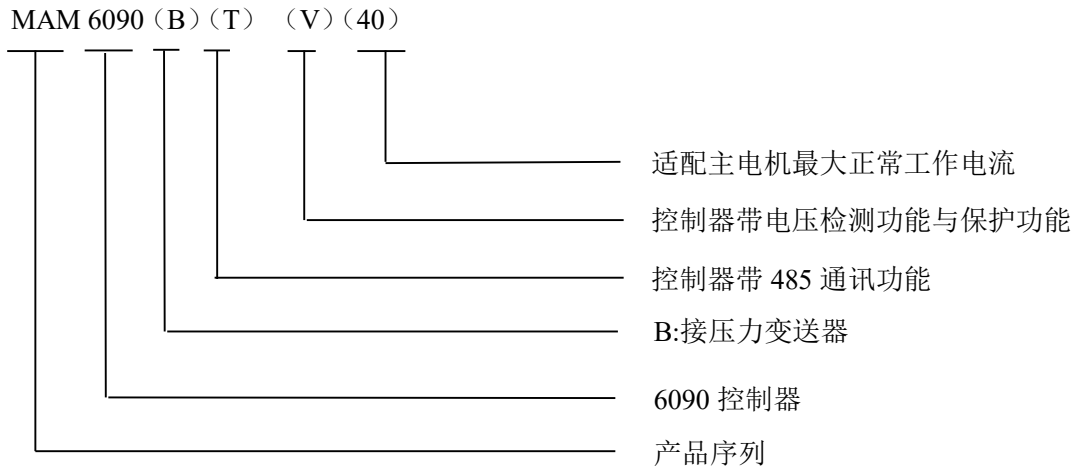 MAM 6090（B）（T） （V）（40）
适配主电机最大正常工作电流
控制器带电压检测功能与保护功能
控制器带 485 通讯功能
B:接压力变送器
6090 控制器
产品序列